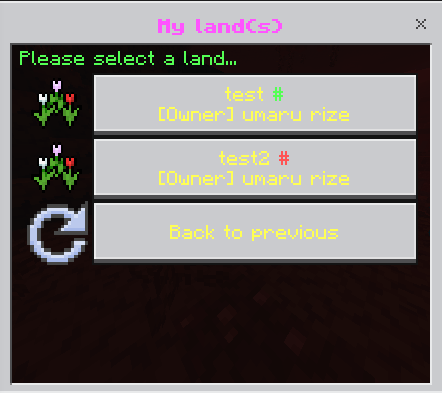 My land(s)
Please select a land...
test #
[Owner] umaru rize
test2 #
[Owner] umaru rize
Back to previous